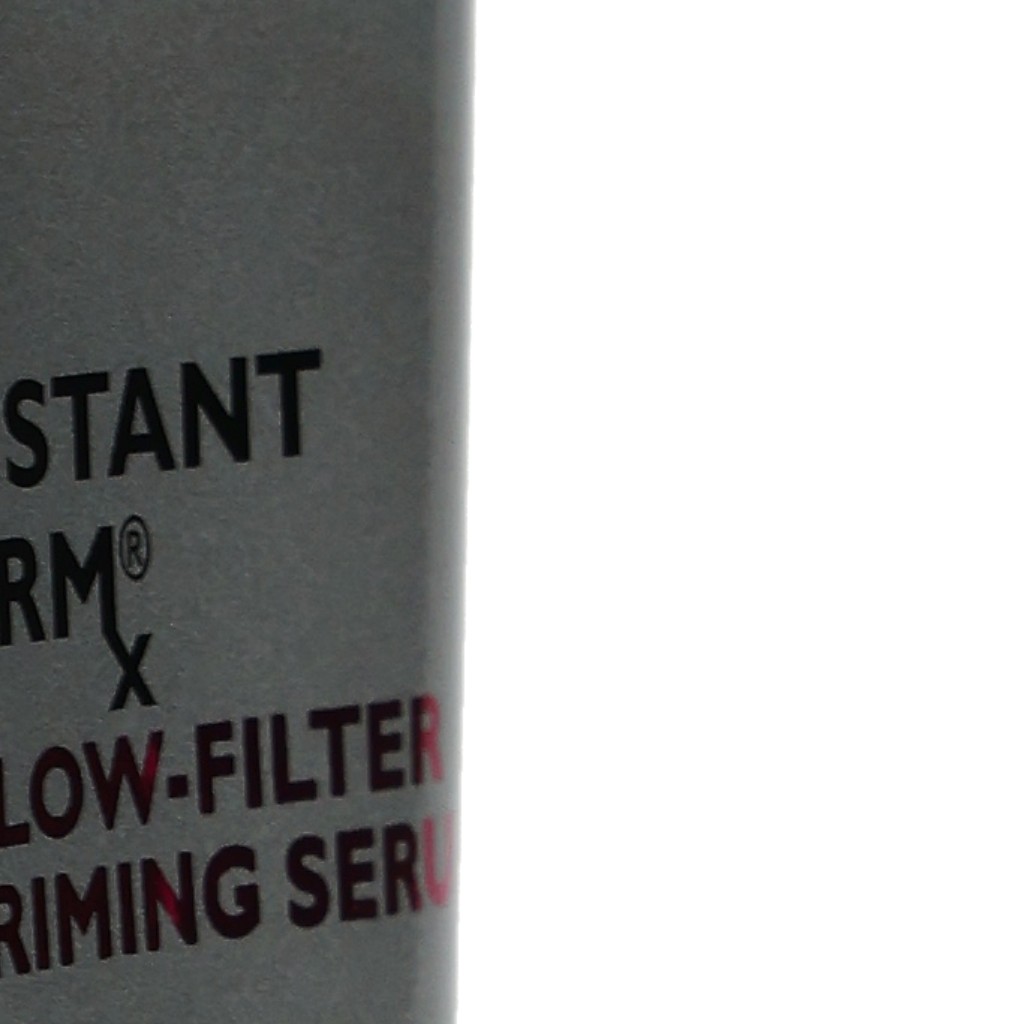 STANT
RM®
X
LOW-FILTER
RIMING SERU